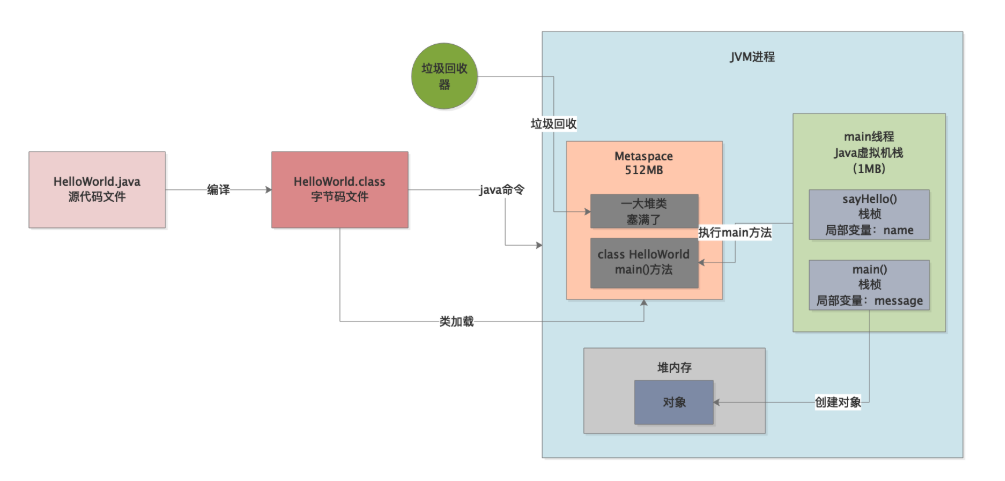 JVM进程
垃圾回收
器
垃圾回收
main线程
Java虚拟机栈
（1MB）
Metaspace
512MB
HelloWorld.java
源代码文件
编译
HelloWorld.class
字节码文件
java命令
一大堆类
塞满了
sayHello()
栈桢
局部变量：name
执行main方法
class HelloWorld
main()方法
main()
栈桢
局部变量：message
类加载
堆内存
对象
创建对象